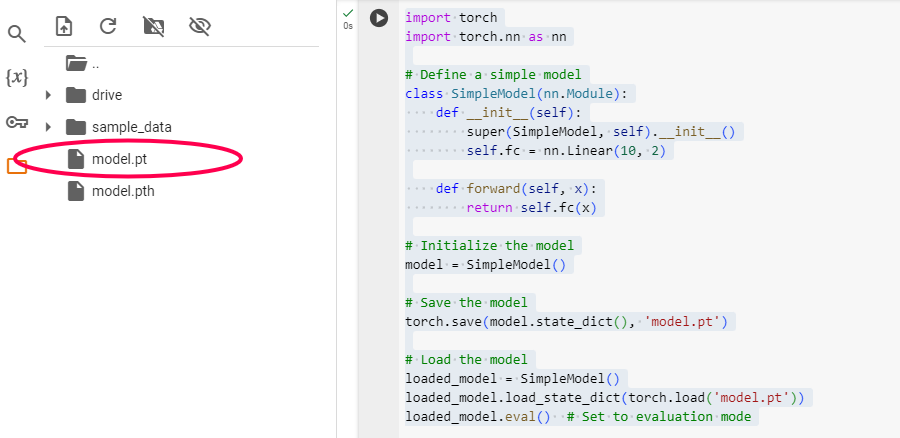 {x}
..
drive
sample_data
model.pt
model.pth
0s
import torch
import torch.nn as nn
# Define a simple model
class SimpleModel(nn.Module):
    def __init__(self):
        super(SimpleModel, self).__init__()
        self.fc = nn.Linear(10, 2)
    def forward(self, x):
        return self.fc(x)
# Initialize the model
model = SimpleModel()
# Save the model
torch.save(model.state_dict(), 'model.pt')
# Load the model
loaded_model = SimpleModel()
loaded_model.load_state_dict(torch.load('model.pt'))
loaded_model.eval()  # Set to evaluation mode